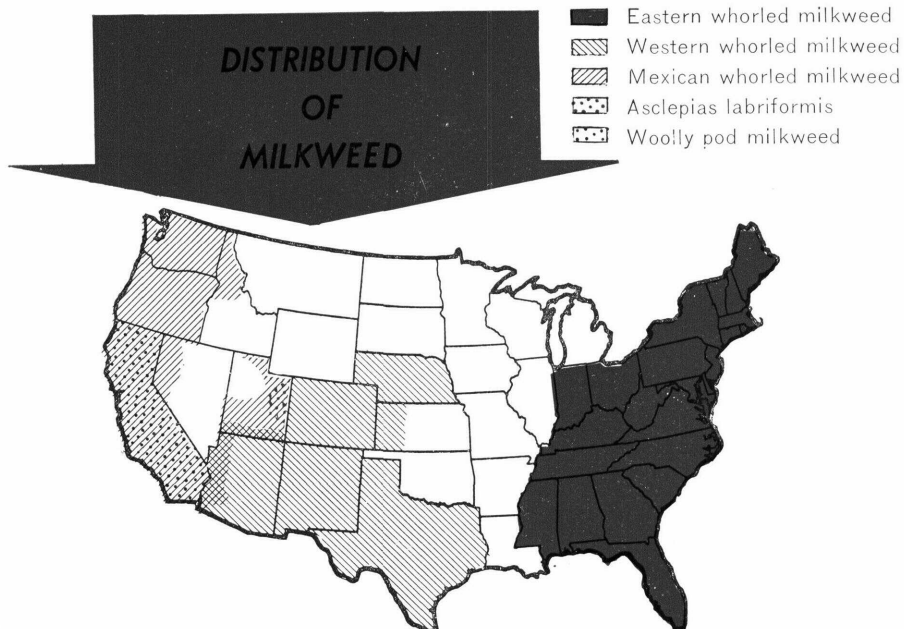 DISTRIBUTION
OF
MILKWEED
Eastern whorled milkweed
Western whorled milkweed
Mexican whorled milkweed
Asclepias labriformis
Woolly pod milkweed